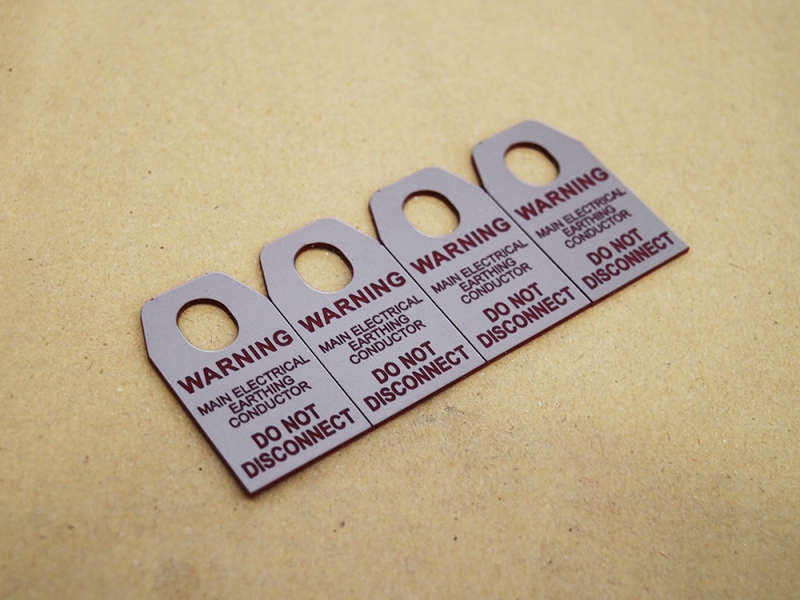 WARNING
MAIN ELECTRICAL
EARTHING
CONDUCTOR
DO NOT
DISCONNECT
WARNING
MAIN ELECTRICAL
EARTHING
CONDUCTOR
DO NOT
DISCONNECT
WARNING
MAIN ELECTRICAL
EARTHING
CONDUCTOR
DO NOT
DISCONNECT
WARNING
MAIN ELECTRICAL
EARTHING
CONDUCTOR
DO NOT
DISCONNECT